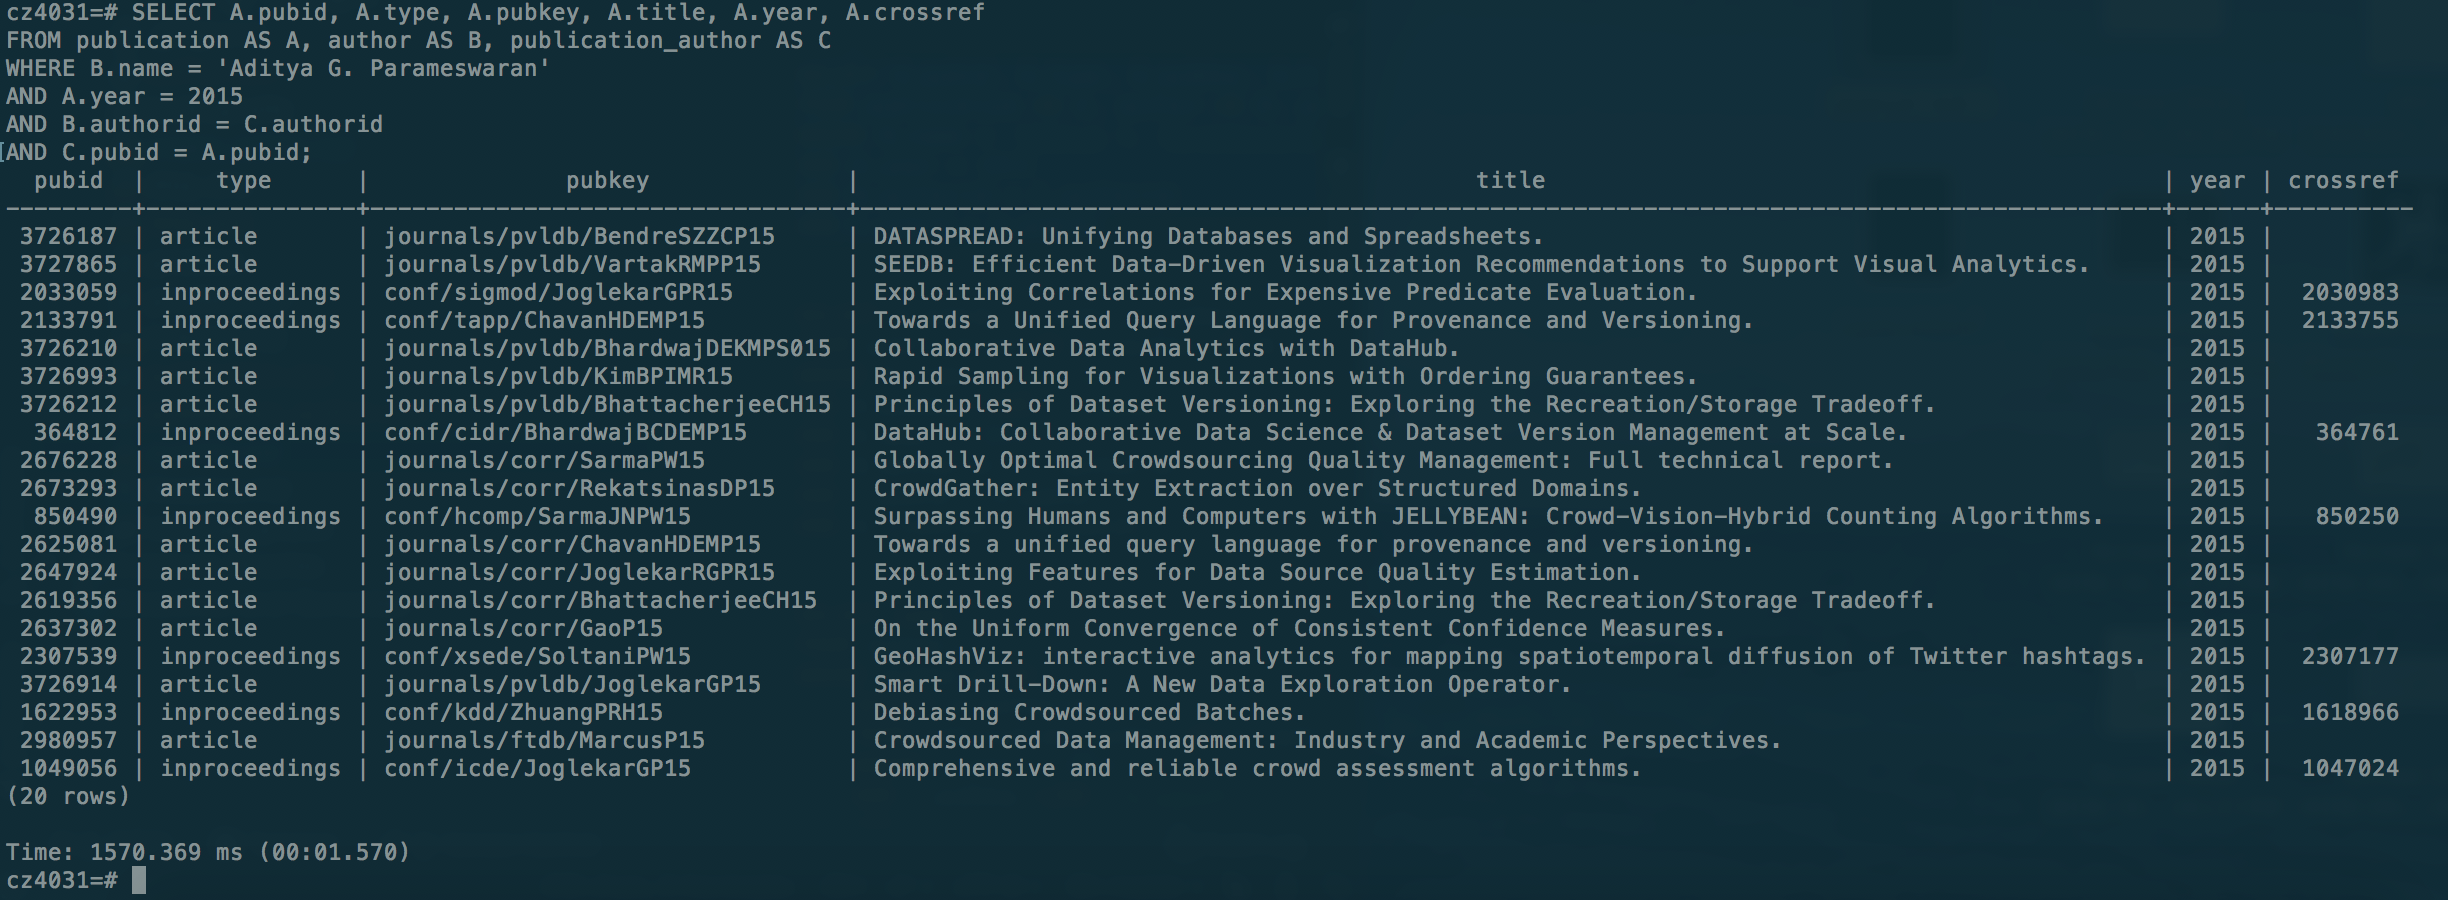 cz4031=# SELECT A.pubid, A.type, A.pubkey, A.title, A.year, A.crossref
FROM publication AS A, author AS B, publication_author AS C
WHERE B.name = 'Aditya G. Parameswaran'
AND A.year = 2015
AND B.authorid = C.authorid
AND C.pubid = A.pubid;
pubid | type | pubkey | title | year | crossref
---------+---------------+----------------------------------+---------------------------------------------------------------------------------------------+------+----------
3726187 | article | journals/pvldb/BendreSZZCP15 | DATASPREAD: Unifying Databases and Spreadsheets. | 2015 |
3727865 | article | journals/pvldb/VartakRMPP15 | SEEDB: Efficient Data-Driven Visualization Recommendations to Support Visual Analytics. | 2015 |
2033059 | inproceedings | conf/sigmod/JoglekarGPR15 | Exploiting Correlations for Expensive Predicate Evaluation. | 2015 | 2030983
2133791 | inproceedings | conf/tapp/ChavanHDEMP15 | Towards a Unified Query Language for Provenance and Versioning. | 2015 | 2133755
3726210 | article | journals/pvldb/BhardwajDEKMPS015 | Collaborative Data Analytics with DataHub. | 2015 |
3726993 | article | journals/pvldb/KimBPIMR15 | Rapid Sampling for Visualizations with Ordering Guarantees. | 2015 |
3726212 | article | journals/pvldb/BhattacherjeeCH15 | Principles of Dataset Versioning: Exploring the Recreation/Storage Tradeoff. | 2015 |
364812 | inproceedings | conf/cidr/BhardwajBCDEMP15 | DataHub: Collaborative Data Science & Dataset Version Management at Scale. | 2015 | 364761
2676228 | article | journals/corr/SarmaPW15 | Globally Optimal Crowdsourcing Quality Management: Full technical report. | 2015 |
2673293 | article | journals/corr/RekatsinasDP15 | CrowdGather: Entity Extraction over Structured Domains. | 2015 |
850490 | inproceedings | conf/hcomp/SarmaJNPW15 | Surpassing Humans and Computers with JELLYBEAN: Crowd-Vision-Hybrid Counting Algorithms. | 2015 | 850250
2625081 | article | journals/corr/ChavanHDEMP15 | Towards a unified query language for provenance and versioning. | 2015 |
2647924 | article | journals/corr/JoglekarRGPR15 | Exploiting Features for Data Source Quality Estimation. | 2015 |
2619356 | article | journals/corr/BhattacherjeeCH15 | Principles of Dataset Versioning: Exploring the Recreation/Storage Tradeoff. | 2015 |
2637302 | article | journals/corr/GaoP15 | On the Uniform Convergence of Consistent Confidence Measures. | 2015 |
2307539 | inproceedings | conf/xsede/SoltaniPW15 | GeoHashViz: interactive analytics for mapping spatiotemporal diffusion of Twitter hashtags. | 2015 | 2307177
3726914 | article | journals/pvldb/JoglekarGP15 | Smart Drill-Down: A New Data Exploration Operator. | 2015 |
1622953 | inproceedings | conf/kdd/ZhuangPRH15 | Debiasing Crowdsourced Batches. | 2015 | 1618966
2980957 | article | journals/ftdb/MarcusP15 | Crowdsourced Data Management: Industry and Academic Perspectives. | 2015 |
1049056 | inproceedings | conf/icde/JoglekarGP15 | Comprehensive and reliable crowd assessment algorithms. | 2015 | 1047024
(20 rows)
Time: 1570.369 ms (00:01.570)
cz4031=#